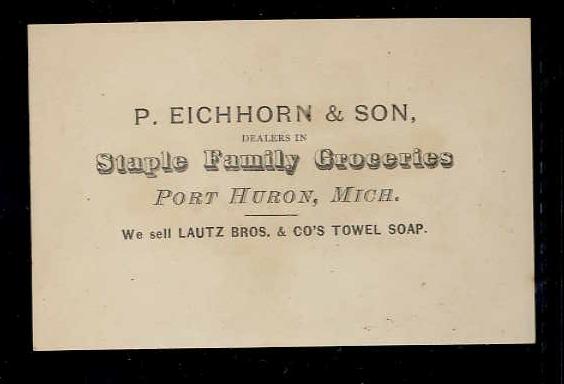 P. EICHHORN & SON,
DEALERS IN
Staple Family Groceries
PORT HURON, MICH.
We sell LAUTZ BROS. & CO'S TOWEL SOAP.